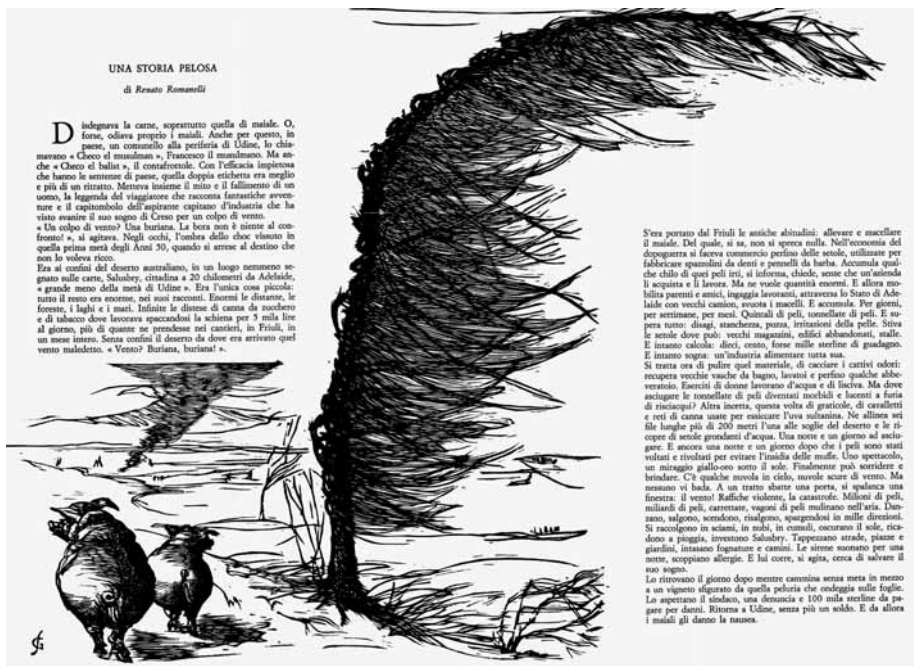 UNA STORIA PELOSA
di Renato Romanelli
Disdegnava la carne, soprattutto quella di maiale. O,
forse, odiava proprio i maiali. Anche per questo, in
paese, un comunello alla periferia di Udine, lo chia-
mavano « Checo el musulman », Francesco il musulmano. Ma an-
che « Checo el balist », il contafrottole. Con l'efficacia impietosa
che hanno le sentenze di paese, quella doppia etichetta era meglio
e più di un ritratto. Metteva insieme il mito e il fallimento di un
uomo, la leggenda del viaggiatore che racconta fantastiche avven-
ture e il capitombolo dell'aspirante capitano d'industria che ha
visto svanire il suo sogno di Creso per un colpo di vento.
« Un colpo di vento? Una buriana. La bora non è niente al con-
fronto! », si agitava. Negli occhi, l'ombra dello choc vissuto in
quella prima metà degli Anni 50, quando si arrese al destino che
non lo voleva ricco.
Era ai confini del deserto australiano, in un luogo nemmeno se-
gnato sulle carte, Salusbry, cittadina a 20 chilometri da Adelaide,
« grande meno della metà di Udine ». Era l'unica cosa piccola:
tutto il resto era enorme, nei suoi racconti. Enormi le distanze, le
foreste, i laghi e i mari. Infinite le distese di canna da zucchero
e di tabacco dove lavorava spaccandosi la schiena per 5 mila lire
al giorno, più di quante ne prendesse nei cantieri, in Friuli, in
un mese intero. Senza confini il deserto da dove era arrivato quel
vento maledetto. « Vento? Buriana, buriana! ».
S'era portato dal Friuli le antiche abitudini: allevare e macellare
il maiale. Del quale, si sa, non si spreca nulla. Nell'economia del
dopoguerra si faceva commercio perfino delle setole, utilizzate per
fabbricare spazzolini da denti e pennelli da barba. Accumula qual-
che chilo di quei peli irti, si informa, chiede, sente che un'azienda
li acquista e li lavora. Ma ne vuole quantità enormi. E allora mo-
bilita parenti e amici, ingaggia lavoranti, attraversa lo Stato di Ade-
laide con vecchi camion, svuota i macelli. E accumula. Per giorni,
per settimane, per mesi. Quintali di peli, tonnellate di peli. E su-
pera tutto: disagi, stanchezza, puzza, irritazioni della pelle. Stiva
le setole dove può: vecchi magazzini, edifici abbandonati, stalle.
E intanto calcola: dieci, cento, forse mille sterline di guadagno.
E intanto sogna: un'industria alimentare tutta sua.
Si tratta ora di pulire quel materiale, di cacciare i cattivi odori:
recupera vecchie vasche da bagno, lavatoi e perfino qualche abbe-
veratoio. Eserciti di donne lavorano d'acqua e di lisciva. Ma dove
asciugare le tonnellate di peli diventati morbidi e lucenti a furia
di risciacqui? Altra incetta, questa volta di graticole, di cavalletti
e reti di canna usate per essiccare l'uva sultanina. Ne allinea sei
file lunghe più di 200 metri l'una alle soglie del deserto e le ri-
copre di setole grondanti d'acqua. Una notte e un giorno ad asciu-
gare. E ancora una notte e un giorno dopo che i peli sono stati
voltati e rivoltati per evitare l'insidia delle muffe. Uno spettacolo,
un miraggio giallo-oro sotto il sole. Finalmente può sorridere e
brindare. C'è qualche nuvola in cielo, nuvole scure di vento. Ma
nessuno vi bada. A un tratto sbatte una porta, si spalanca una
finestra: il vento! Raffiche violente, la catastrofe. Milioni di peli,
miliardi di peli, carrettate, vagoni di peli mulinano nell'aria. Dan-
zano, salgono, scendono, risalgono, spargendosi in mille direzioni.
Si raccolgono in sciami, in nubi, in cumuli, oscurano il sole, rica-
dono a pioggia, investono Salusbry. Tappezzano strade, piazze e
giardini, intasano fognature e camini. Le sirene suonano per una
notte, scoppiano allergie. E lui corre, si agita, cerca di salvare il
suo sogno.
Lo ritrovano il giorno dopo mentre cammina senza meta in mezzo
a un vigneto sfigurato da quella peluria che ondeggia sulle foglie.
Lo aspettano il sindaco, una denuncia e 100 mila sterline da pa-
gare per danni. Ritorna a Udine, senza più un soldo. E da allora
i maiali gli danno la nausea.